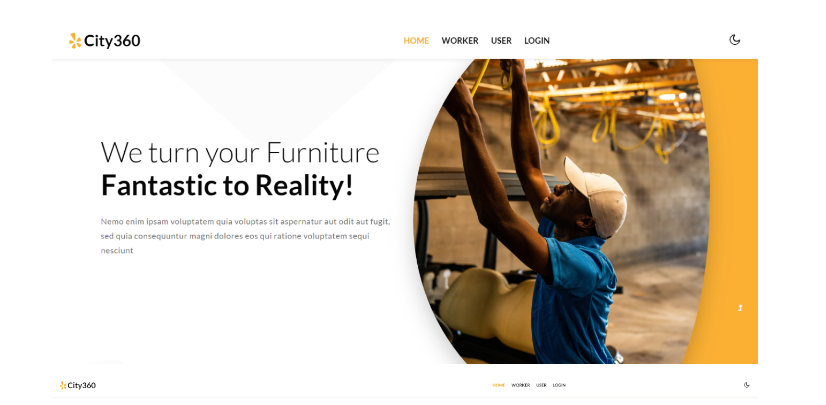 City360
HOME WORKER USER LOGIN
We turn your Furniture
Fantastic to Reality!
Nemo enim ipsam voluptatem quia voluptas sit aspernatur aut odit aut fugit,
sed quia consequuntur magni dolores eos qui ratione voluptatem sequi
nesciunt
City360
HOME WORKER USER LOGIN